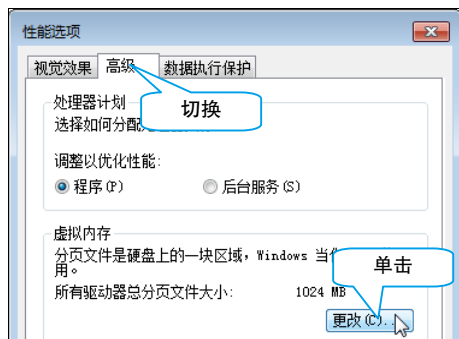 性能选项
视觉效果 高级 数据执行保护
处理器计划
切换
选择如何分配
调整以优化性能:
程序(P) 后台服务(S)
虚拟内存
分页文件是硬盘上的一块区域，Windows 当作
用。
单击
所有驱动器总分页文件大小: 1024 MB
更改(C)...